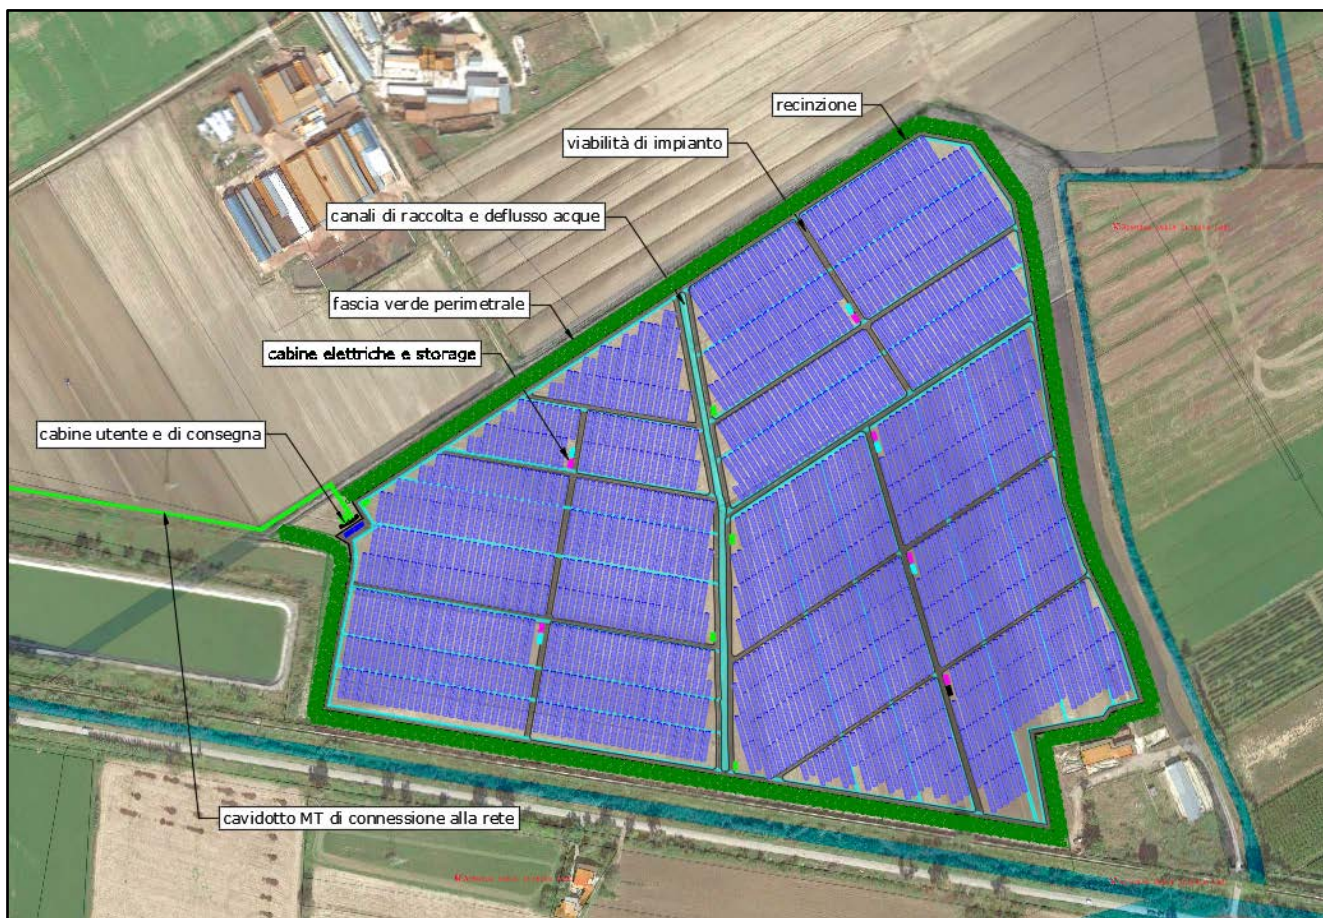 recinzione
viabilità di impianto
canali di raccolta e deflusso acque
fascia verde perimetrale
cabine elettriche e storage
cabine utente e di consegna
cavidotto MT di connessione alla rete